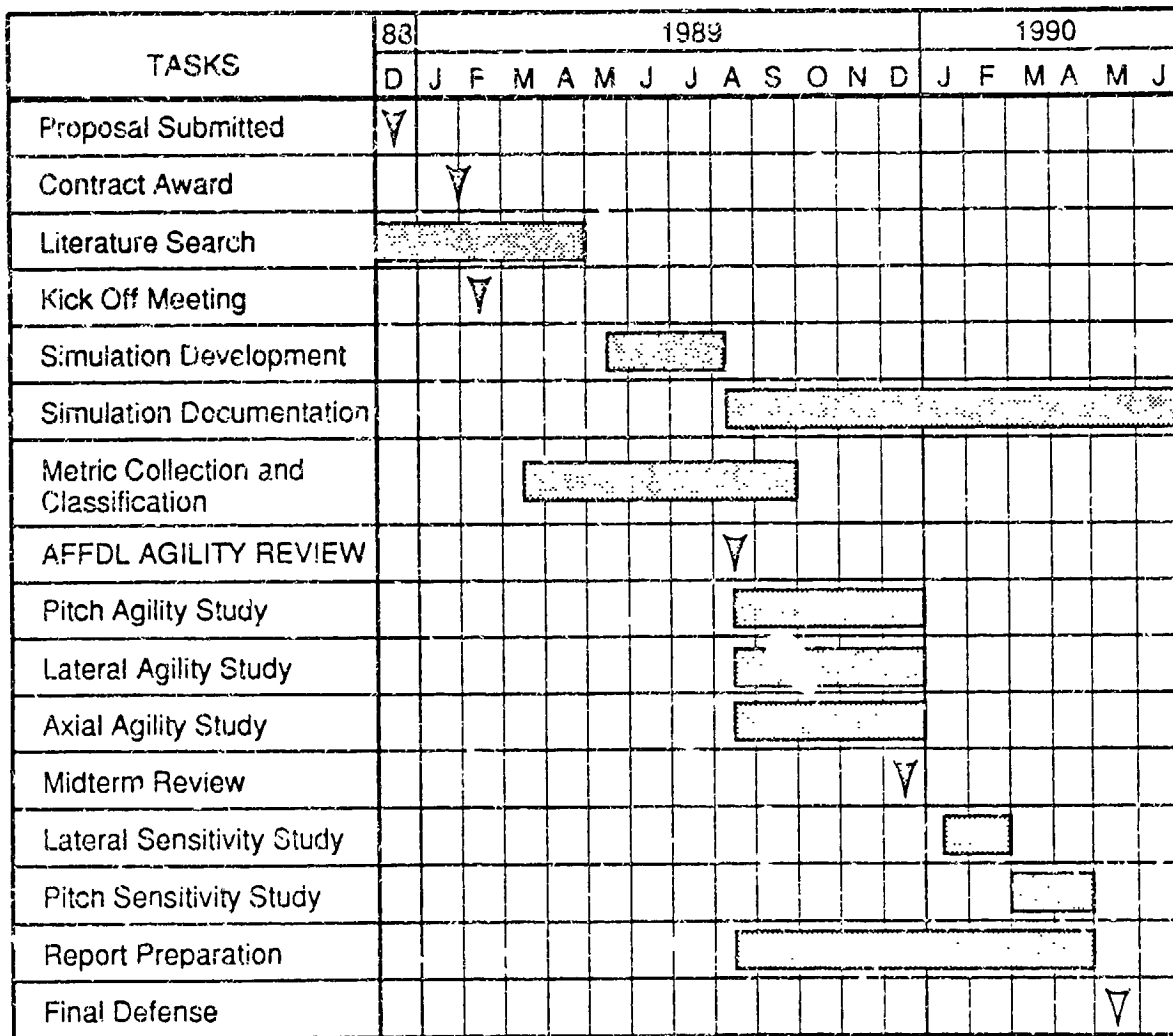 TASKS
88 1989 1990
D J F M A M J J A S O N D J F M A M J
Proposal Submitted
Contract Award
Literature Search
Kick Off Meeting
Simulation Development
Simulation Documentation
Metric Collection and
Classification
AFFDL AGILITY REVIEW
Pitch Agility Study
Lateral Agility Study
Axial Agility Study
Midterm Review
Lateral Sensitivity Study
Pitch Sensitivity Study
Report Preparation
Final Defense